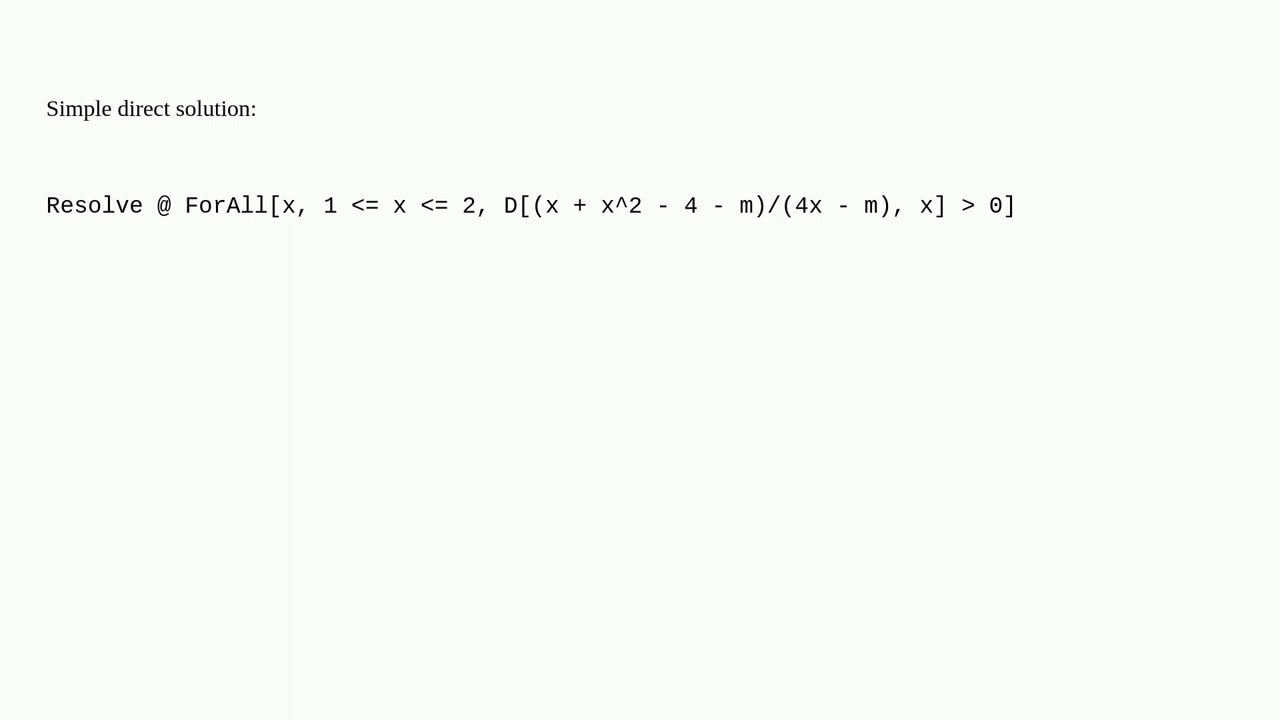 Simple direct solution:
Resolve @ ForAll[x, 1 <= x <= 2, D[(x + x^2 - 4 - m)/(4x - m), x] > 0]